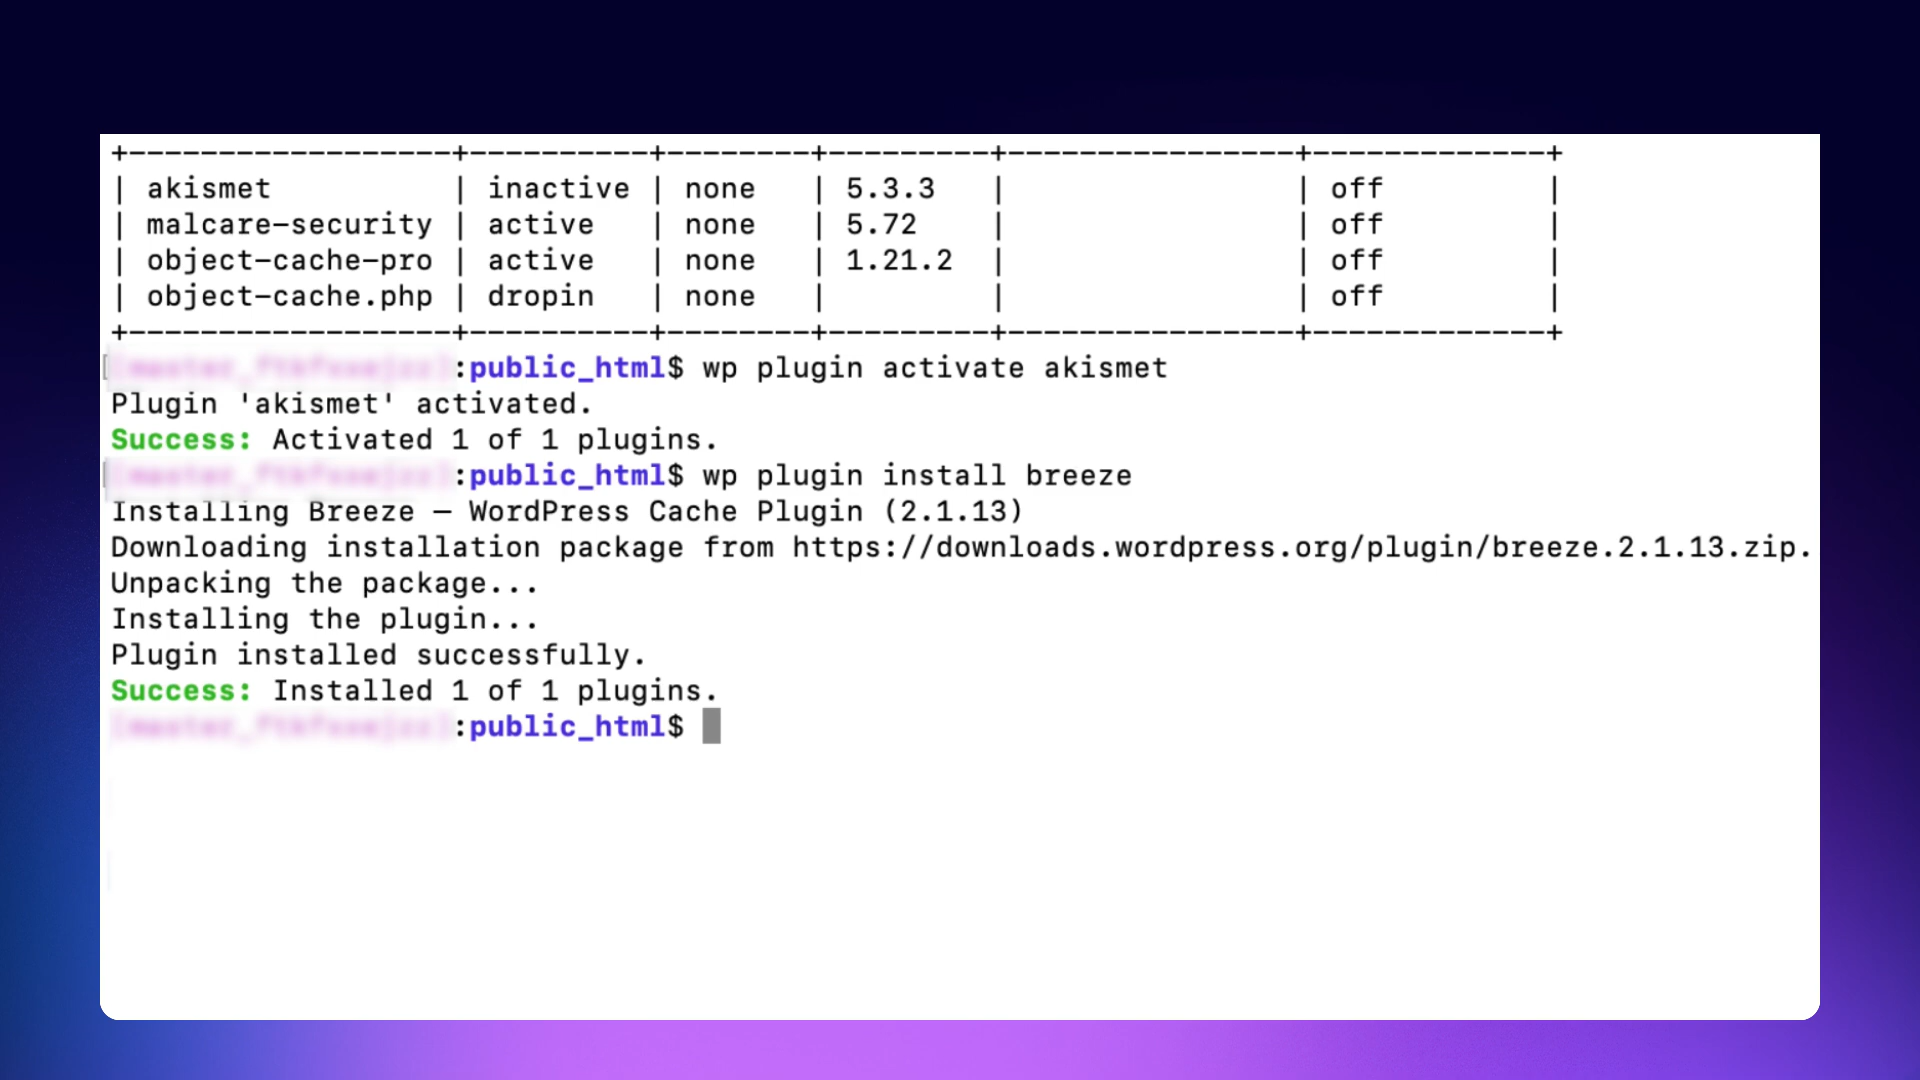 +------------------+----------+--------+---------+----------------+-------------+
| akismet          | inactive | none   | 5.3.3   |                | off         |
| malcare-security | active   | none   | 5.72    |                | off         |
| object-cache-pro | active   | none   | 1.21.2  |                | off         |
| object-cache.php | dropin   | none   |         |                | off         |
+------------------+----------+--------+---------+----------------+-------------+
:public_html$ wp plugin activate akismet
Plugin 'akismet' activated.
Success: Activated 1 of 1 plugins.
:public_html$ wp plugin install breeze
Installing Breeze – WordPress Cache Plugin (2.1.13)
Downloading installation package from https://downloads.wordpress.org/plugin/breeze.2.1.13.zip.
Unpacking the package...
Installing the plugin...
Plugin installed successfully.
Success: Installed 1 of 1 plugins.
:public_html$